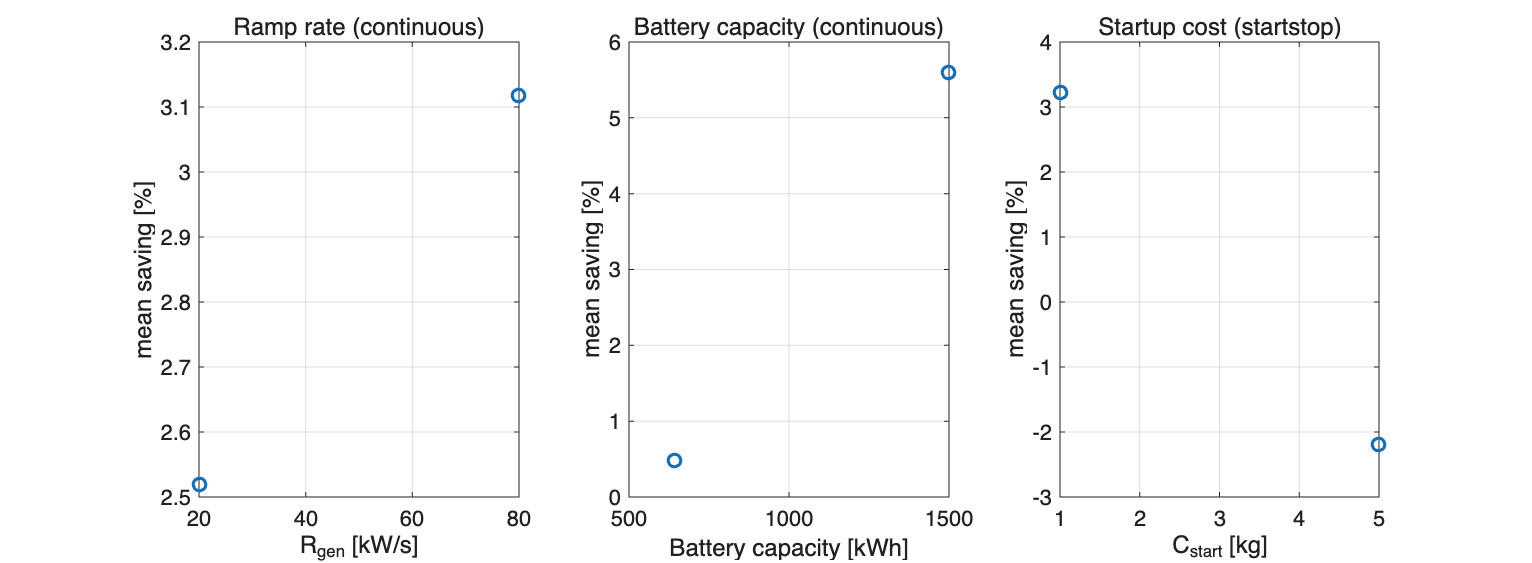 Ramp rate (continuous)
3.2
3.1
3
2.9
2.8
2.7
2.6
2.5
mean saving [%]
20 40 60 80
Rgen [kW/s]
Battery capacity (continuous)
6
5
4
3
2
1
0
mean saving [%]
500 1000 1500
Battery capacity [kWh]
Startup cost (startstop)
4
3
2
1
0
-1
-2
-3
mean saving [%]
1 2 3 4 5
Cstart [kg]